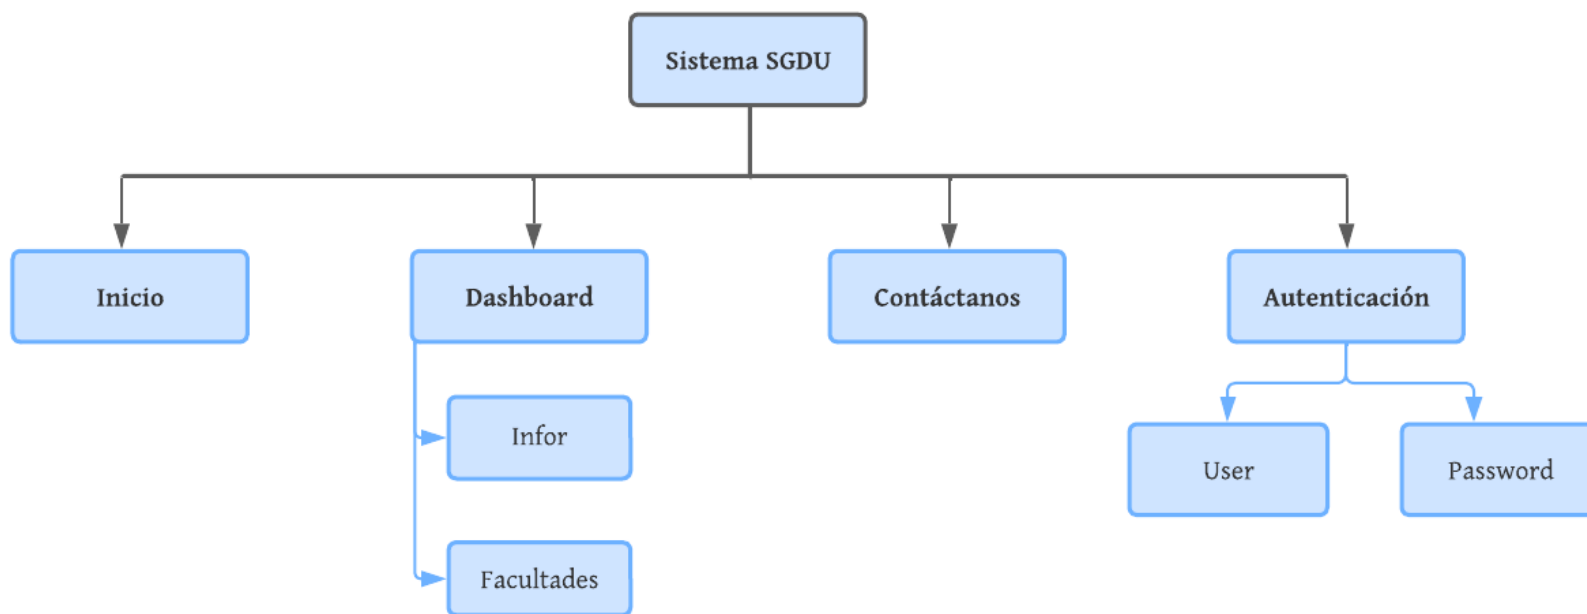 Sistema SGDU
Inicio
Dashboard
Contáctanos
Autenticación
Infor
User
Password
Facultades